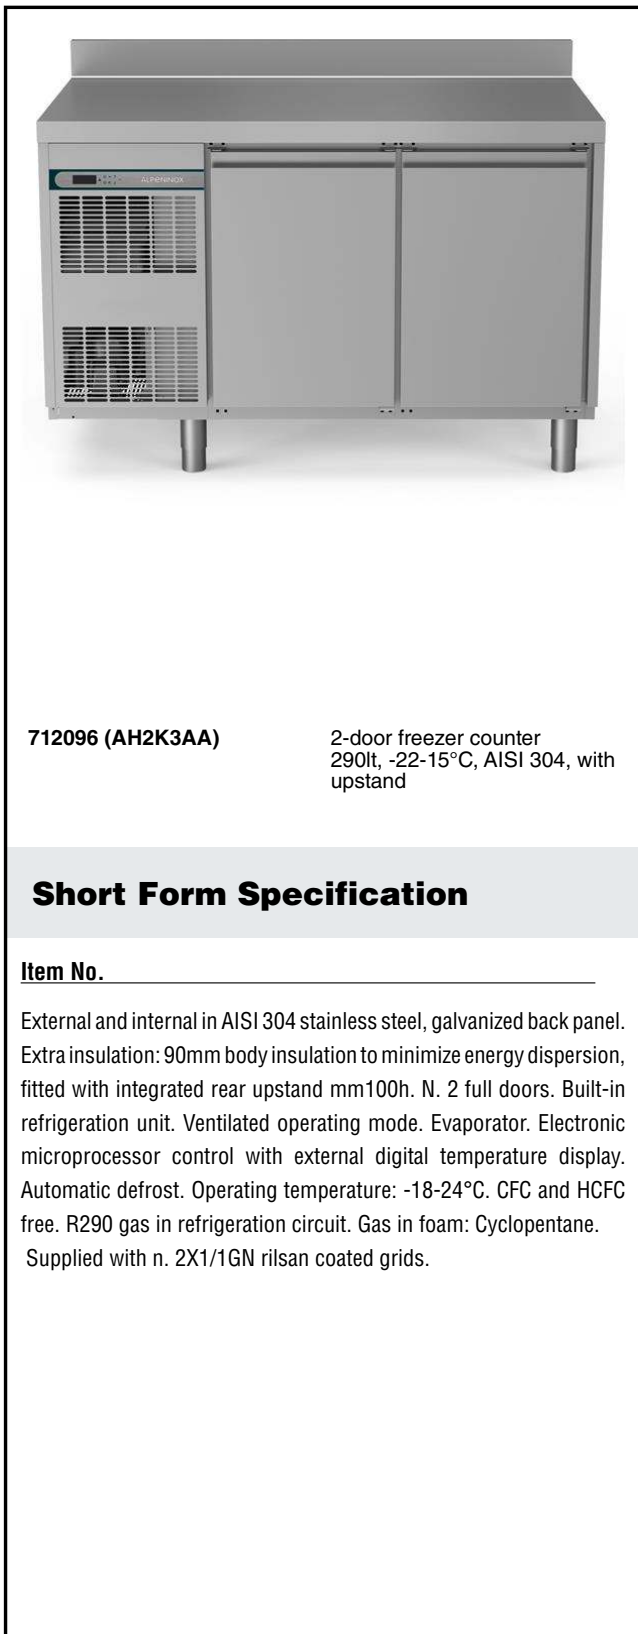 ALPENINOX
712096 (AH2K3AA)
2-door freezer counter
290lt, -22-15°C, AISI 304, with
upstand
Short Form Specification
Item No.
External and internal in AISI 304 stainless steel, galvanized back panel.
Extra insulation: 90mm body insulation to minimize energy dispersion,
fitted with integrated rear upstand mm100h. N. 2 full doors. Built-in
refrigeration unit. Ventilated operating mode. Evaporator. Electronic
microprocessor control with external digital temperature display.
Automatic defrost. Operating temperature: -18-24°C. CFC and HCFC
free. R290 gas in refrigeration circuit. Gas in foam: Cyclopentane.
Supplied with n. 2X1/1GN rilsan coated grids.